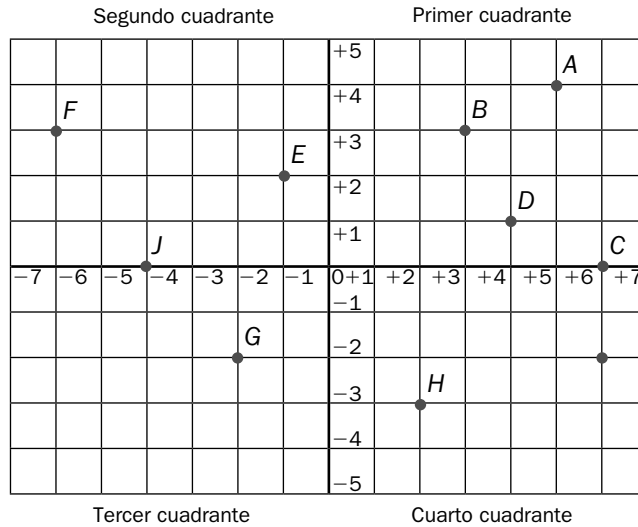 Segundo cuadrante Primer cuadrante
+5
A
+4
F B
+3
E
+2
D
+1
J C
−7 −6 −5 −4 −3 −2 −1 0 +1 +2 +3 +4 +5 +6 +7
−1
G
−2
H
−3
−4
−5
Tercer cuadrante Cuarto cuadrante